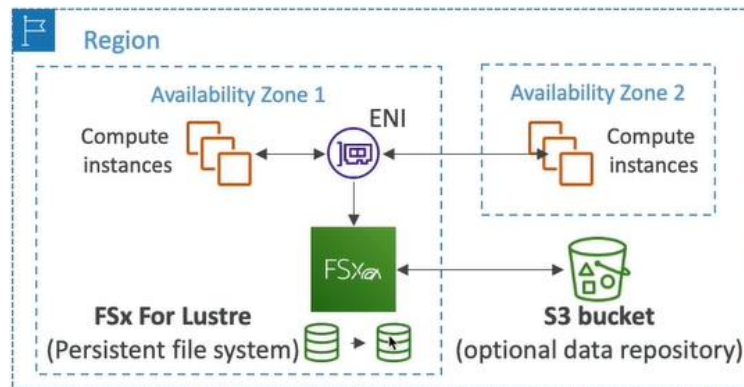 Region
Availability Zone 1
Availability Zone 2
ENI
Compute
instances
Compute
instances
FSx
FSx For Lustre
(Persistent file system)
S3 bucket
(optional data repository)